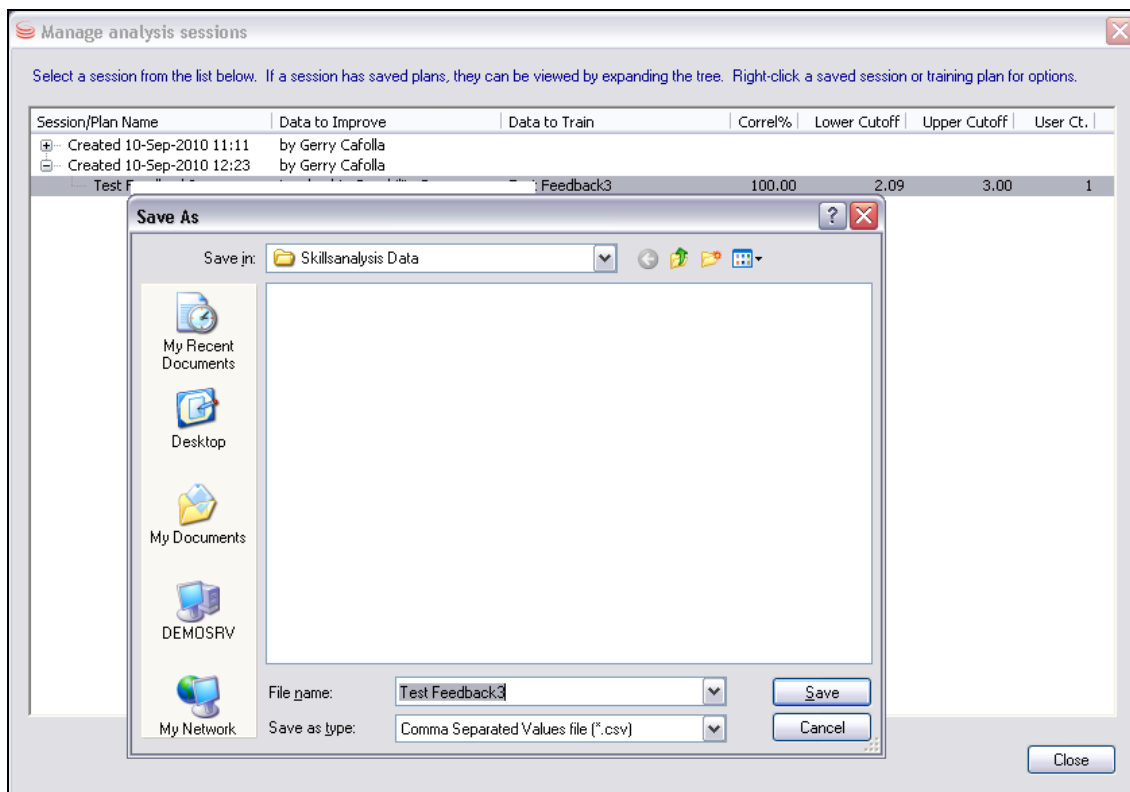 Manage analysis sessions
Select a session from the list below. If a session has saved plans, they can be viewed by expanding the tree. Right-click a saved session or training plan for options.
Session/Plan Name Data to Improve Data to Train Correl% Lower Cutoff Upper Cutoff User Ct.
Created 10-Sep-2010 11:11 by Gerry Cafolla
Created 10-Sep-2010 12:23 by Gerry Cafolla
Test Feedback3 100.00 2.09 3.00 1
Save As
Save in: Skillsanalysis Data
My Recent
Documents
Desktop
My Documents
DEMOSRV
My Network
File name: Test Feedback3 Save
Save as type: Comma Separated Values file (*.csv) Cancel
Close